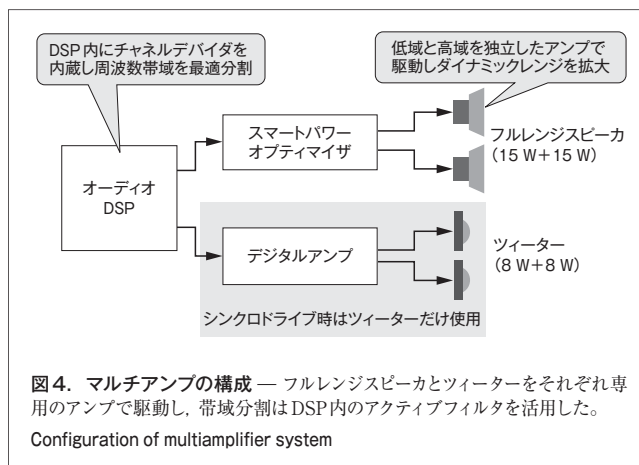 DSP内にチャネルデバイダを
内蔵し周波数帯域を最適分割
低域と高域を独立したアンプで
駆動しダイナミックレンジを拡大
スマートパワー
オプティマイザ
フルレンジスピーカ
(15 W+15 W)
オーディオ
DSP
デジタルアンプ
ツィーター
(8 W+8 W)
シンクロドライブ時はツィーターだけ使用
図4. マルチアンプの構成 — フルレンジスピーカとツィーターをそれぞれ専
用のアンプで駆動し,帯域分割はDSP内のアクティブフィルタを活用した。
Configuration of multiamplifier system